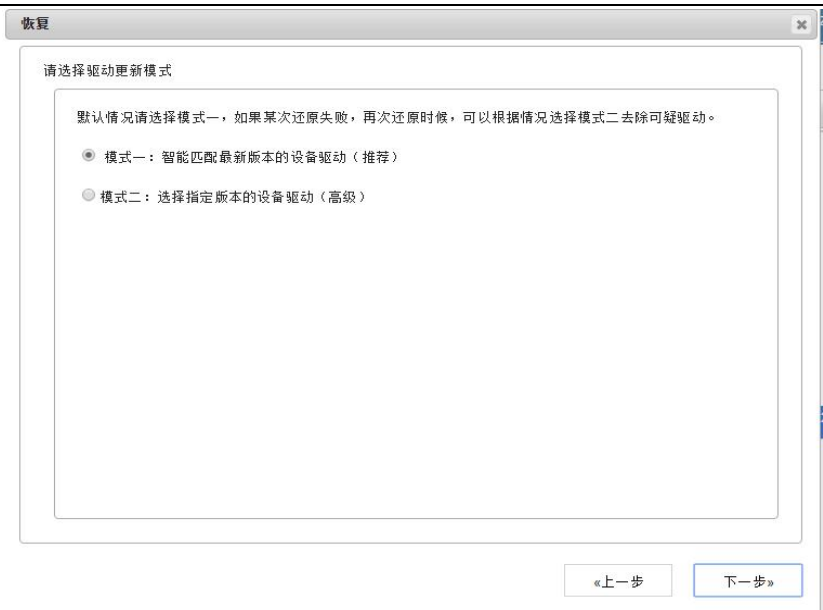 恢复
请选择驱动更新模式
默认情况请选择模式一，如果某次还原失败，再次还原时候，可以根据情况选择模式二去除可疑驱动。
模式一：智能匹配最新版本的设备驱动（推荐）
模式二：选择指定版本的设备驱动（高级）
«上一步
下一步»